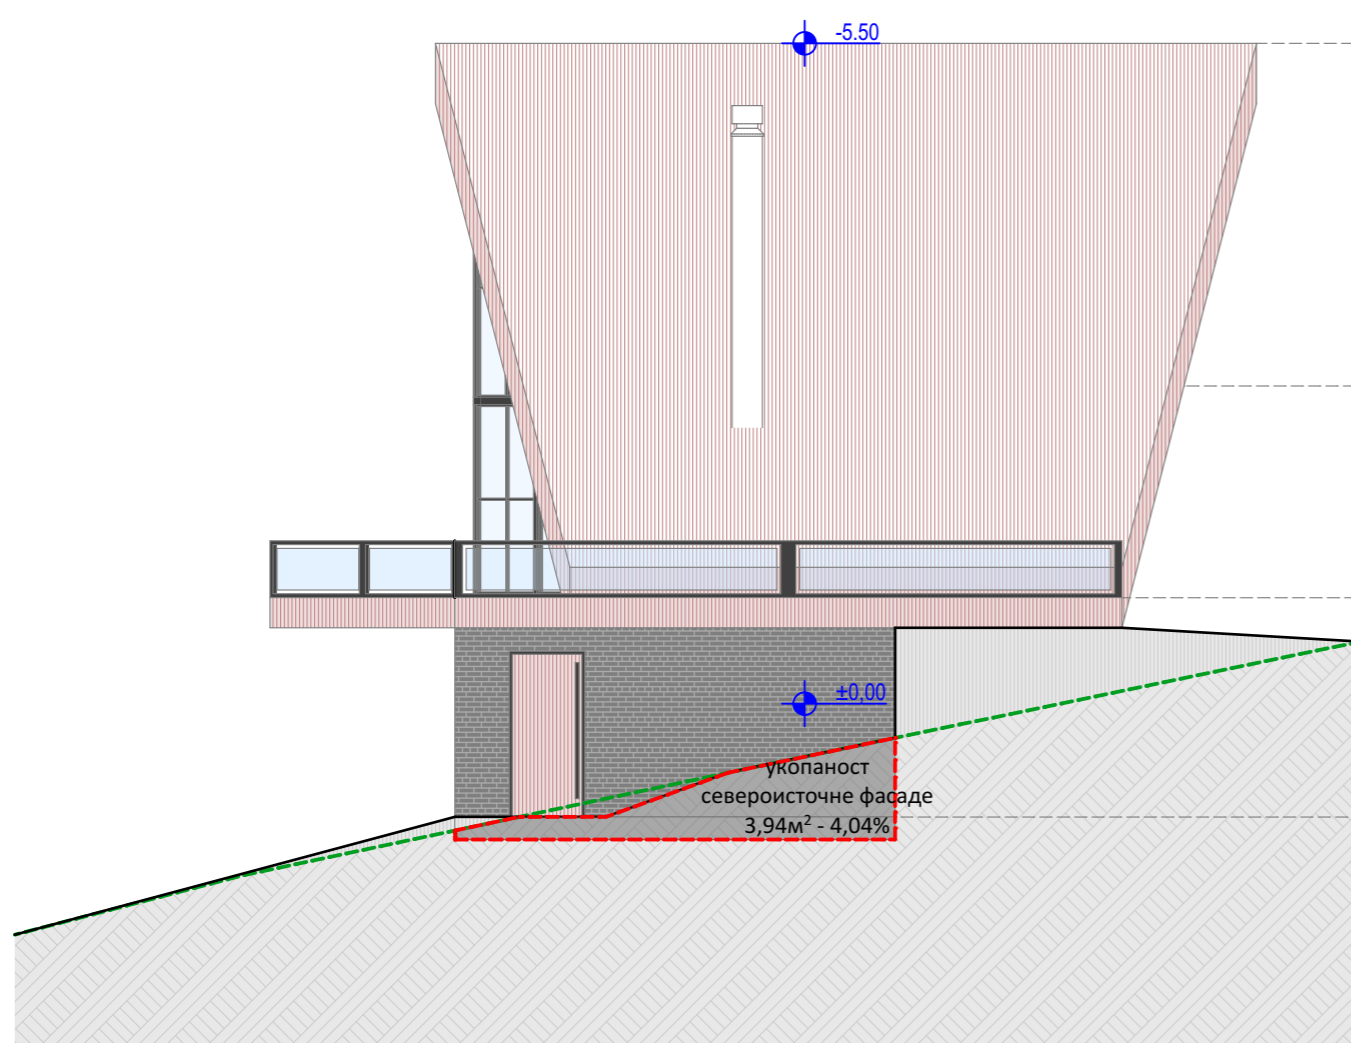 -5.50
±0,00
укопаност
североисточне фасаде
3,94м² - 4,04%